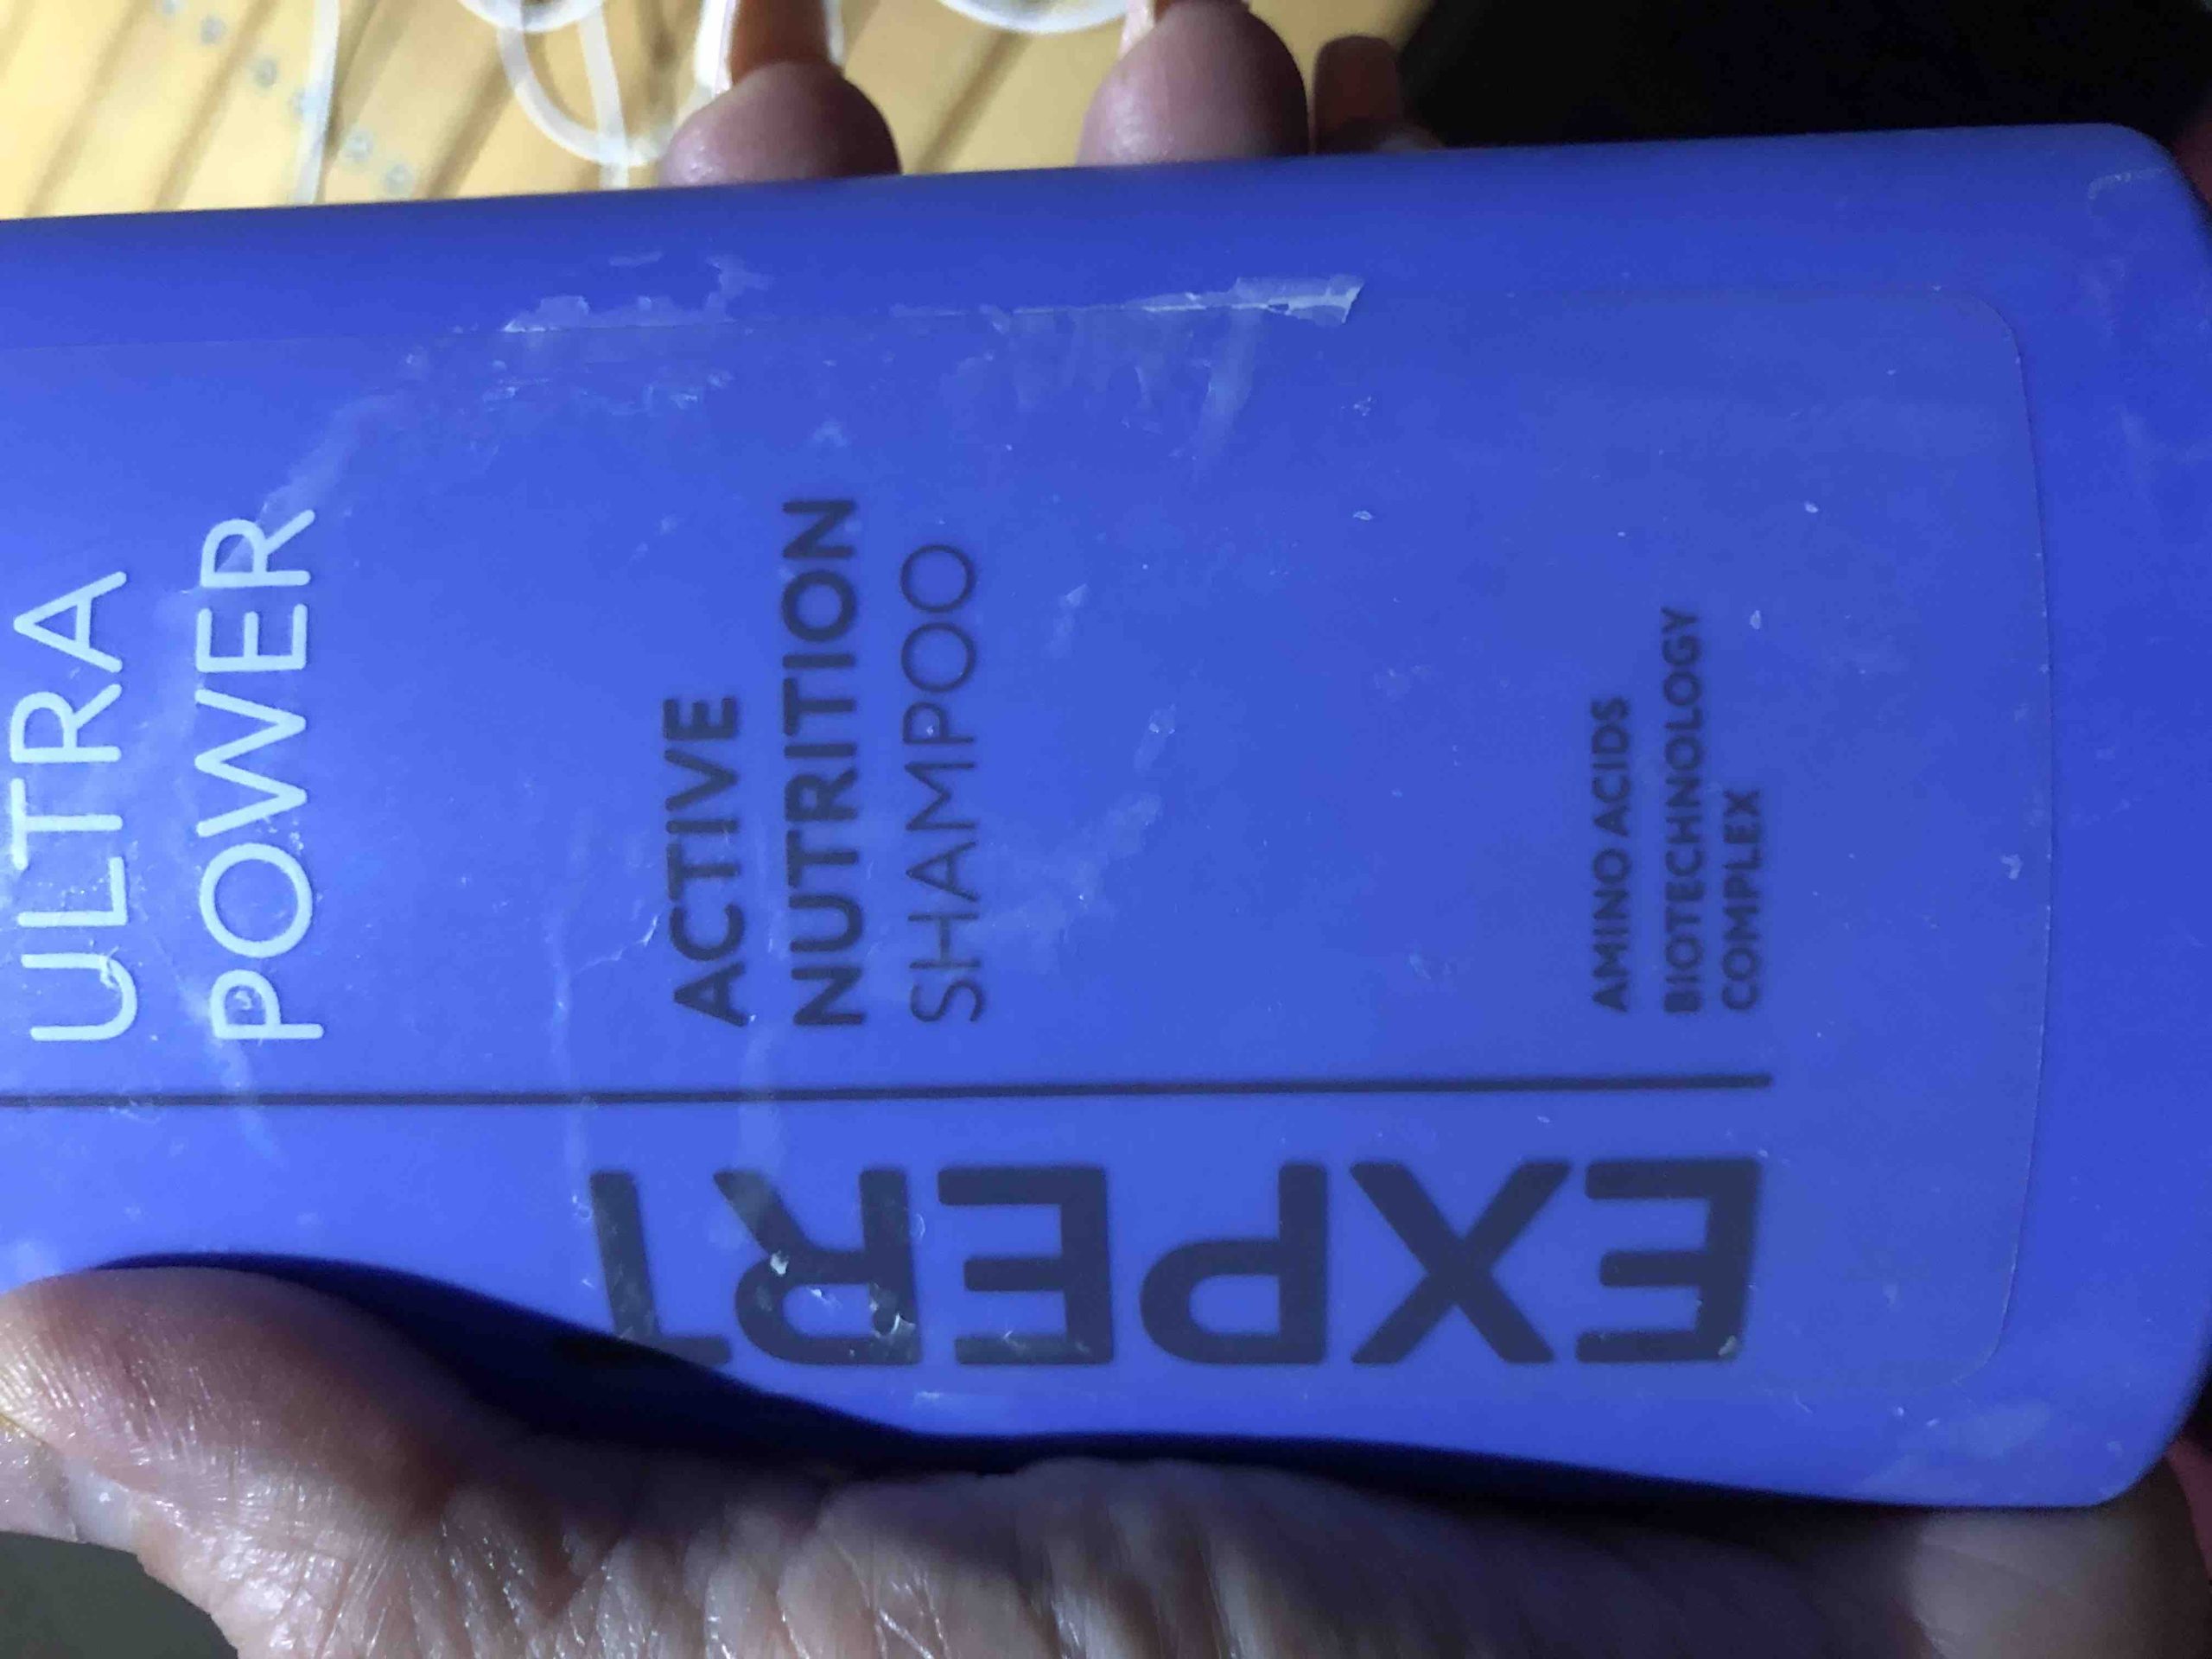 ULTRA
POWER
ACTIVE
NUTRITION
SHAMPOO
AMINO ACIDS
BIOTECHNOLOGY
COMPLEX
EXPERT